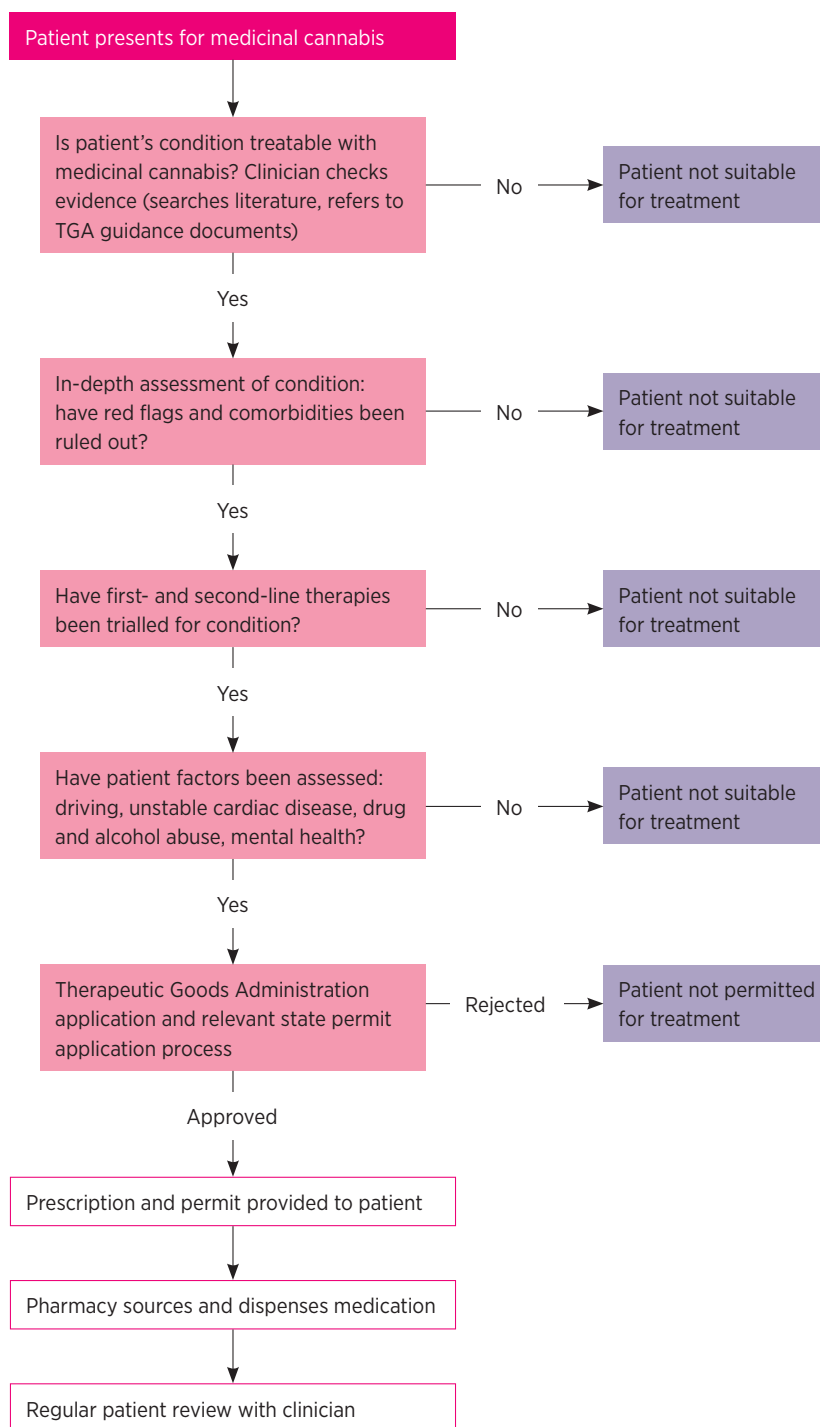 Patient presents for medicinal cannabis
Is patient's condition treatable with
medicinal cannabis? Clinician checks
evidence (searches literature, refers to
TGA guidance documents)
No
Patient not suitable
for treatment
Yes
In-depth assessment of condition:
have red flags and comorbidities been
ruled out?
No
Patient not suitable
for treatment
Yes
Have first- and second-line therapies
been trialled for condition?
No
Patient not suitable
for treatment
Yes
Have patient factors been assessed:
driving, unstable cardiac disease, drug
and alcohol abuse, mental health?
No
Patient not suitable
for treatment
Yes
Therapeutic Goods Administration
application and relevant state permit
application process
Rejected
Patient not permitted
for treatment
Approved
Prescription and permit provided to patient
Pharmacy sources and dispenses medication
Regular patient review with clinician